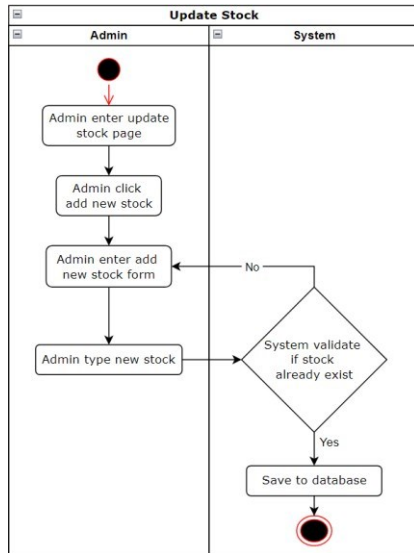 Update Stock
Admin
System
Admin enter update
stock page
Admin click
add new stock
Admin enter add
new stock form
No
Admin type new stock
System validate
if stock
already exist
Yes
Save to database